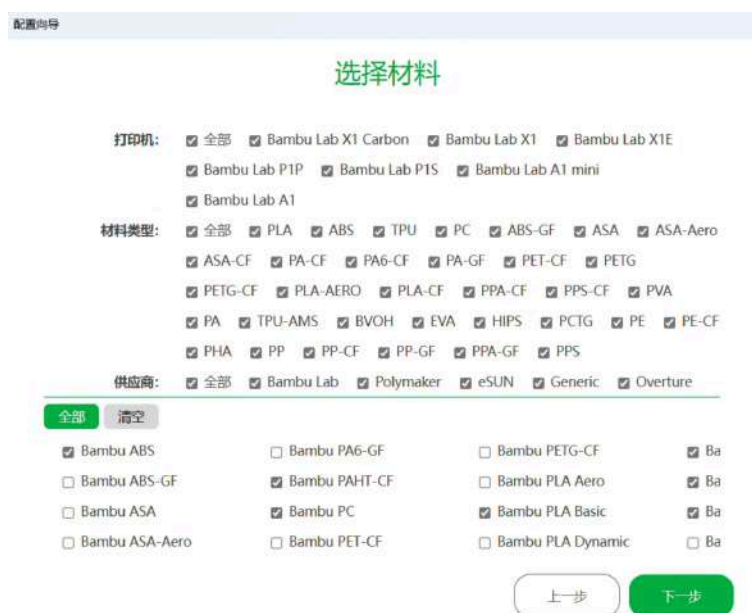 配置向导
选择材料
打印机: 全部 Bambu Lab X1 Carbon Bambu Lab X1 Bambu Lab X1E
Bambu Lab P1P Bambu Lab P1S Bambu Lab A1 mini
Bambu Lab A1
材料类型: 全部 PLA ABS TPU PC ABS-GF ASA ASA-Aero
ASA-CF PA-CF PA6-CF PA-GF PET-CF PETG
PETG-CF PLA-AERO PLA-CF PPA-CF PPS-CF PVA
PA TPU-AMS BVOH EVA HIPS PCTG PE PE-CF
PHA PP PP-CF PP-GF PPA-GF PPS
供应商: 全部 Bambu Lab Polymaker eSUN Generic Overture
全部 清空
Bambu ABS Bambu PA6-GF Bambu PETG-CF Ba
Bambu ABS-GF Bambu PAHT-CF Bambu PLA Aero Ba
Bambu ASA Bambu PC Bambu PLA Basic Ba
Bambu ASA-Aero Bambu PET-CF Bambu PLA Dynamic Ba
上一步 下一步